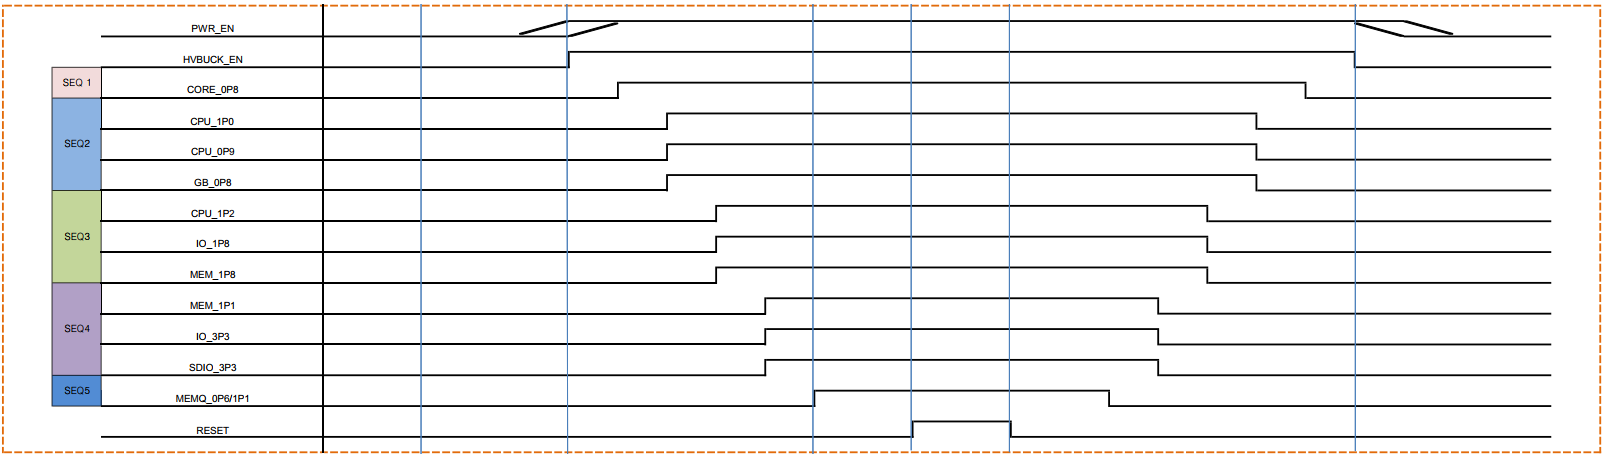 PWR_EN
HVBUCK_EN
SEQ 1
CORE_0P8
CPU_1P0
SEQ2
CPU_0P9
GB_0P8
CPU_1P2
SEQ3
IO_1P8
MEM_1P8
MEM_1P1
SEQ4
IO_3P3
SDIO_3P3
SEQ5
MEMQ_0P6/1P1
RESET